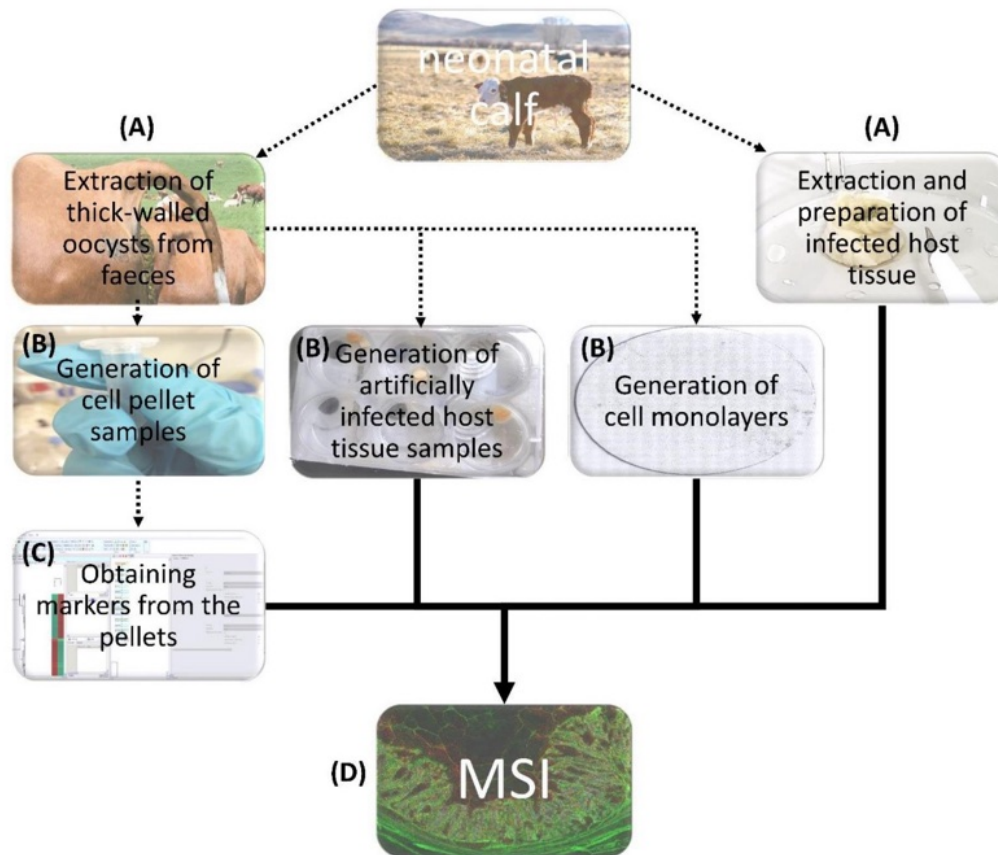 neonatal
calf
(A)
(A)
Extraction of
thick-walled
oocysts from
faeces
Extraction and
preparation of
infected host
tissue
(B)
Generation of
cell pellet
samples
(B)
Generation of
artificially
infected host
tissue samples
(B)
Generation of
cell monolayers
(C)
Obtaining
markers from the
pellets
(D)
MSI